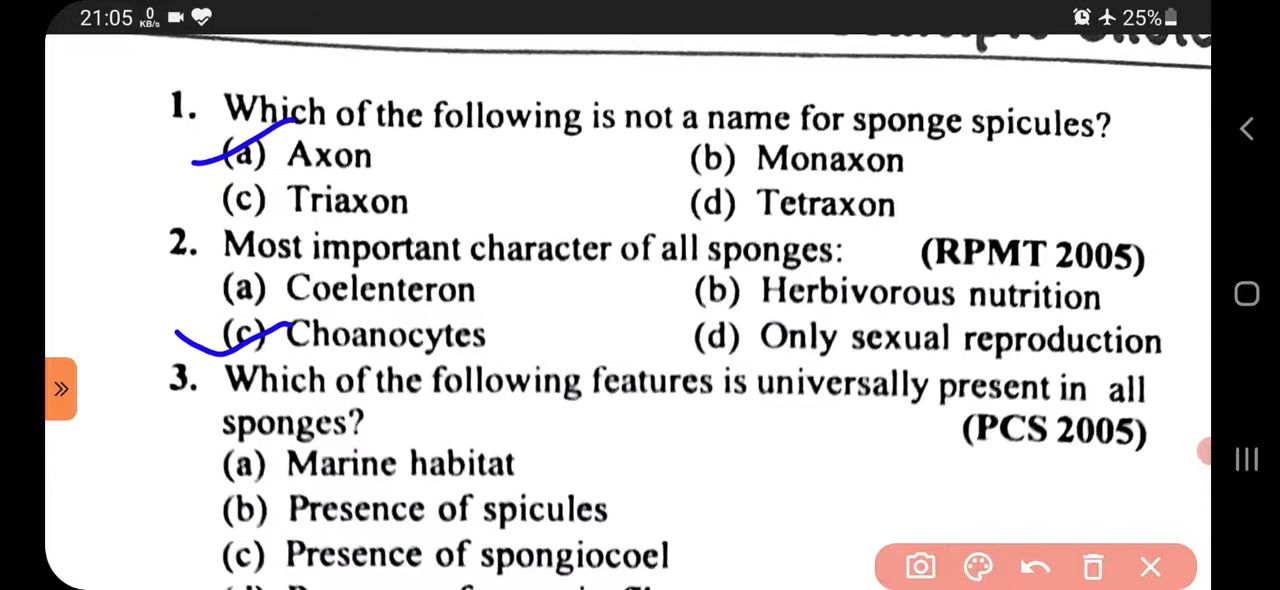 21:05 0 KB/s 25%
1. Which of the following is not a name for sponge spicules?
(a) Axon (b) Monaxon
(c) Triaxon (d) Tetraxon
2. Most important character of all sponges: (RPMT 2005)
(a) Coelenteron (b) Herbivorous nutrition
(c) Choanocytes (d) Only sexual reproduction
3. Which of the following features is universally present in all
sponges? (PCS 2005)
(a) Marine habitat
(b) Presence of spicules
(c) Presence of spongiocoel